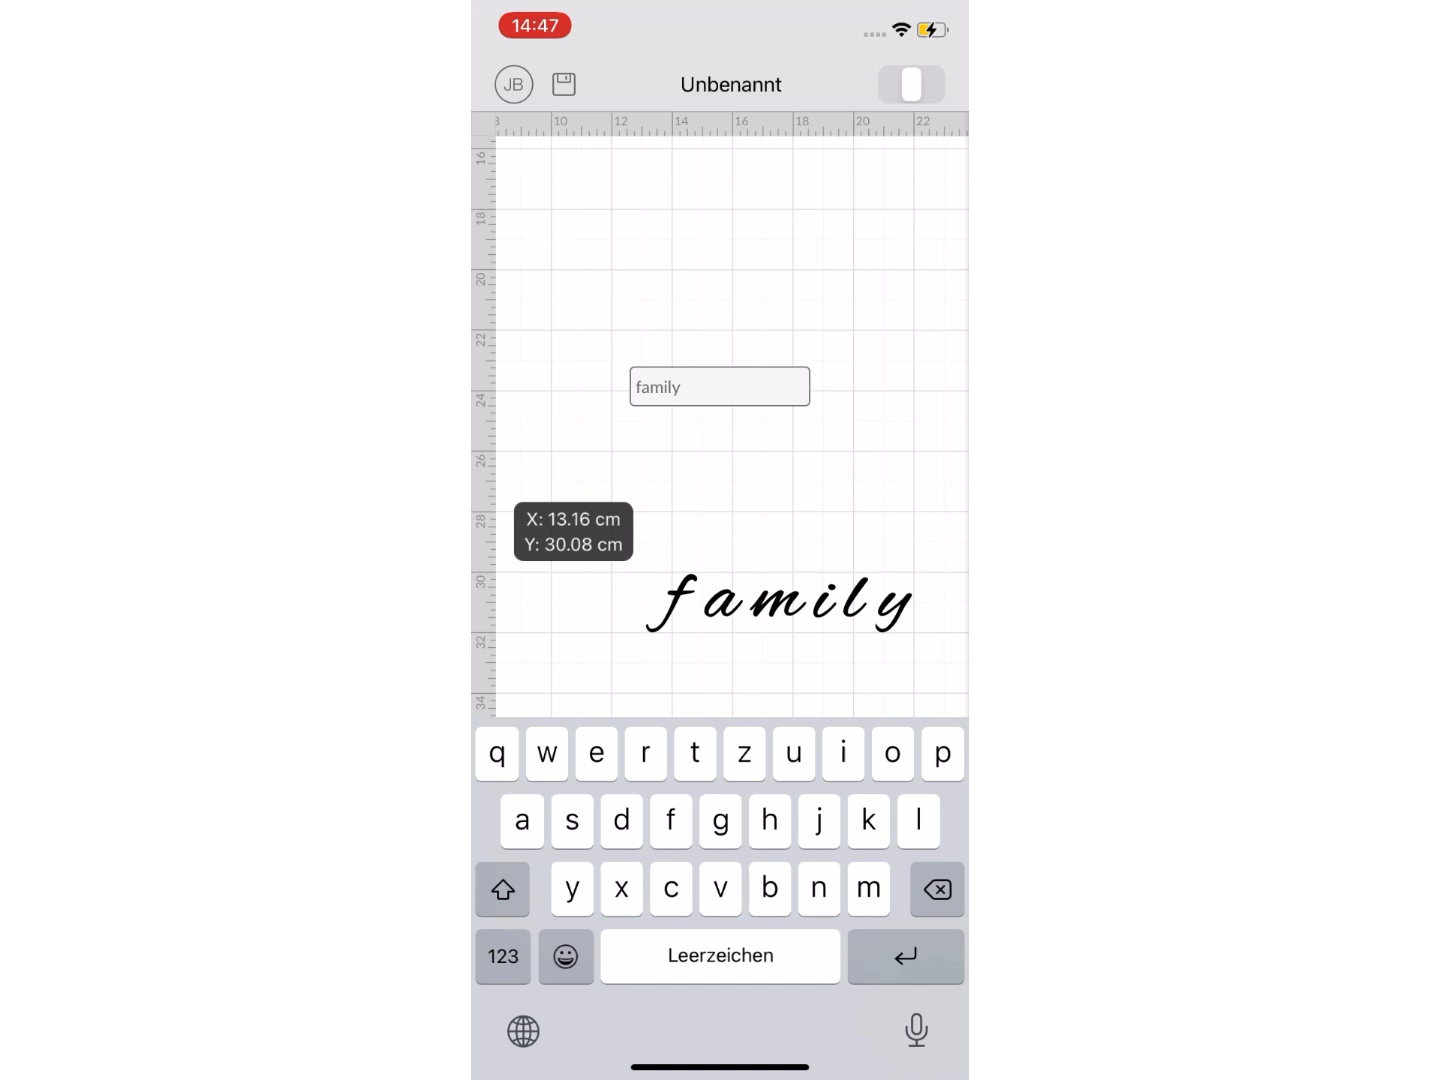 14:47
JB
Unbenannt
8 10 12 14 16 18 20 22
16
18
20
22
24
26
28
30
32
34
family
X: 13.16 cm
Y: 30.08 cm
family
q w e r t z u i o p
a s d f g h j k l
y x c v b n m
123 Leerzeichen